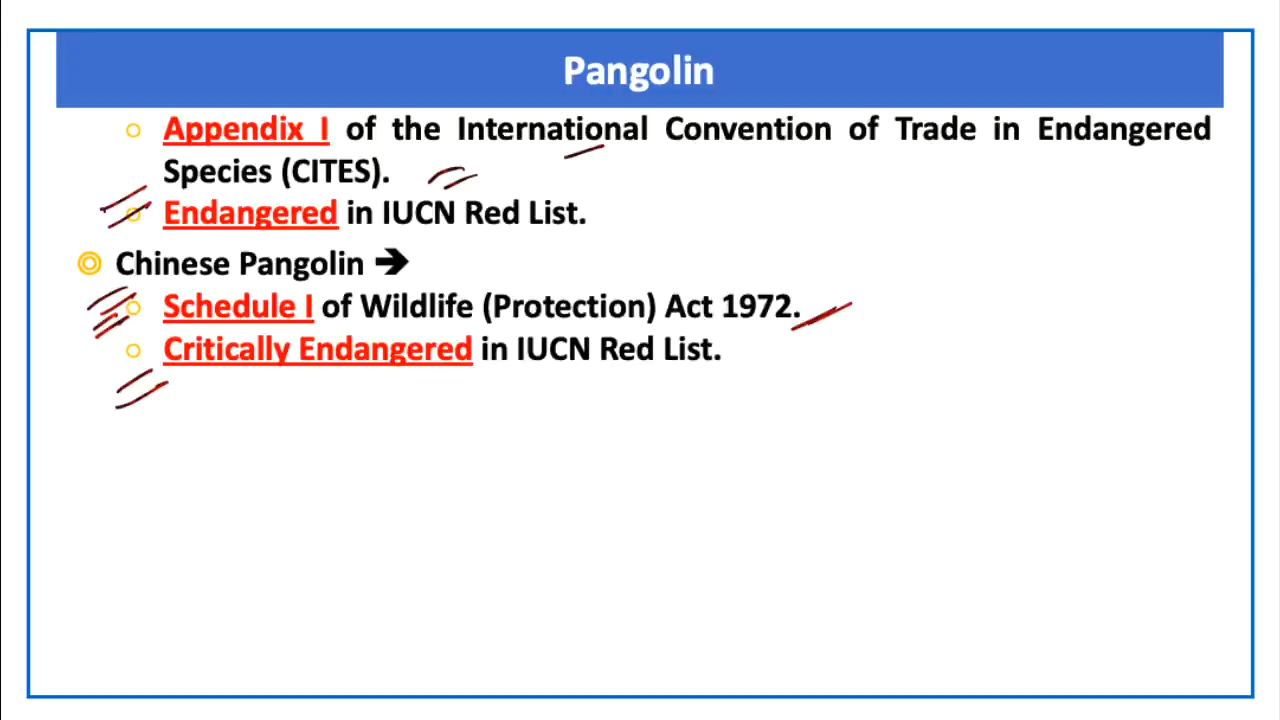 Pangolin
Appendix I of the International Convention of Trade in Endangered
Species (CITES).
Endangered in IUCN Red List.
Chinese Pangolin ➔
Schedule I of Wildlife (Protection) Act 1972.
Critically Endangered in IUCN Red List.